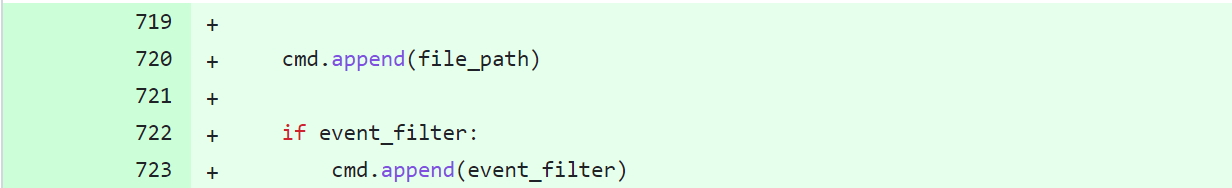 719 +
720 +     cmd.append(file_path)
721 +
722 +     if event_filter:
723 +         cmd.append(event_filter)